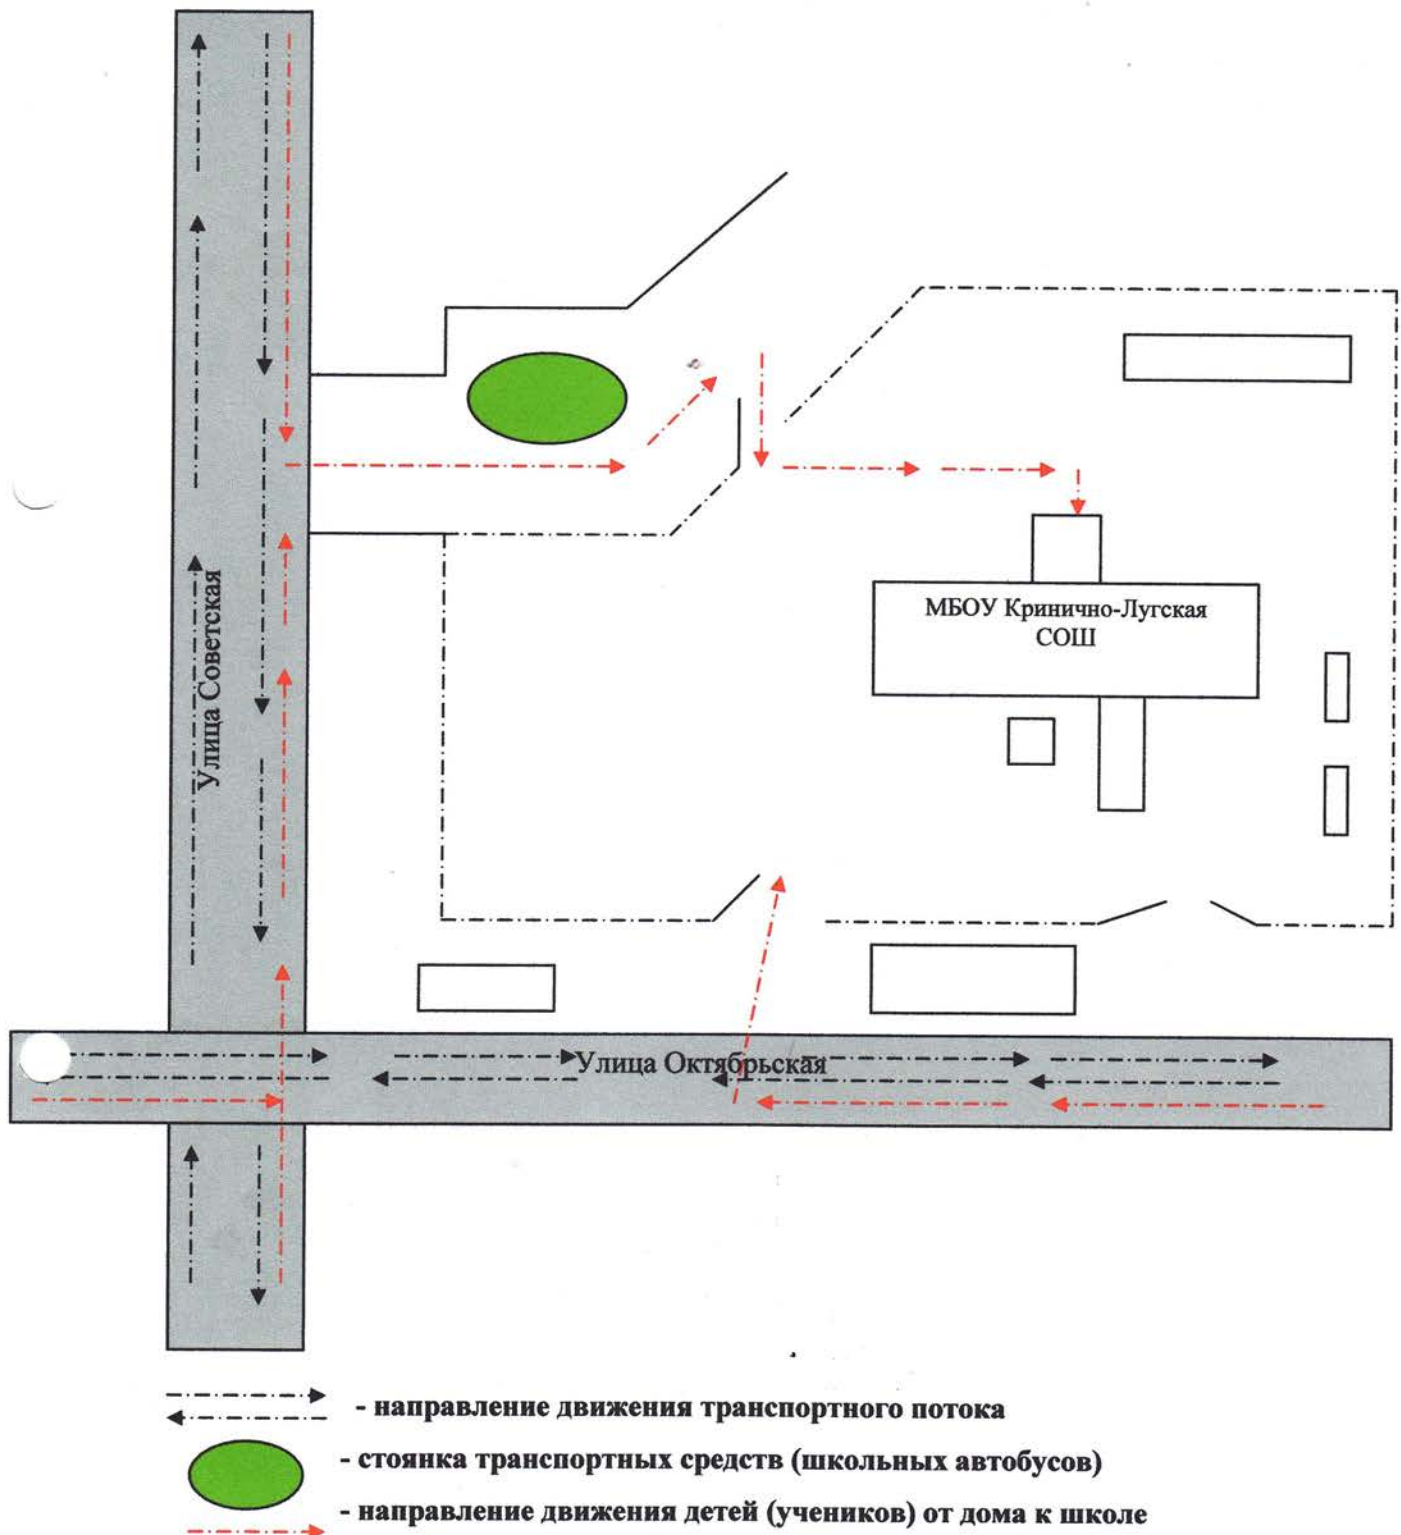 МБОУ Кринично-Лугская
СОШ
Улица Советская
Улица Октябрьская
- направление движения транспортного потока
- стоянка транспортных средств (школьных автобусов)
- направление движения детей (учеников) от дома к школе